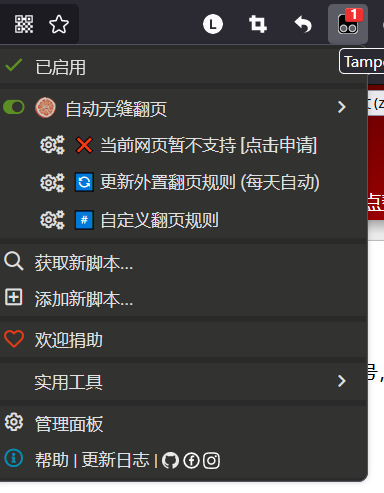 L
1
Tampe
已启用
自动无缝翻页
当前网页暂不支持 [点击申请]
更新外置翻页规则 (每天自动)
# 自定义翻页规则
获取新脚本...
添加新脚本...
欢迎捐助
实用工具
管理面板
帮助 | 更新日志 |
(z
点
号,